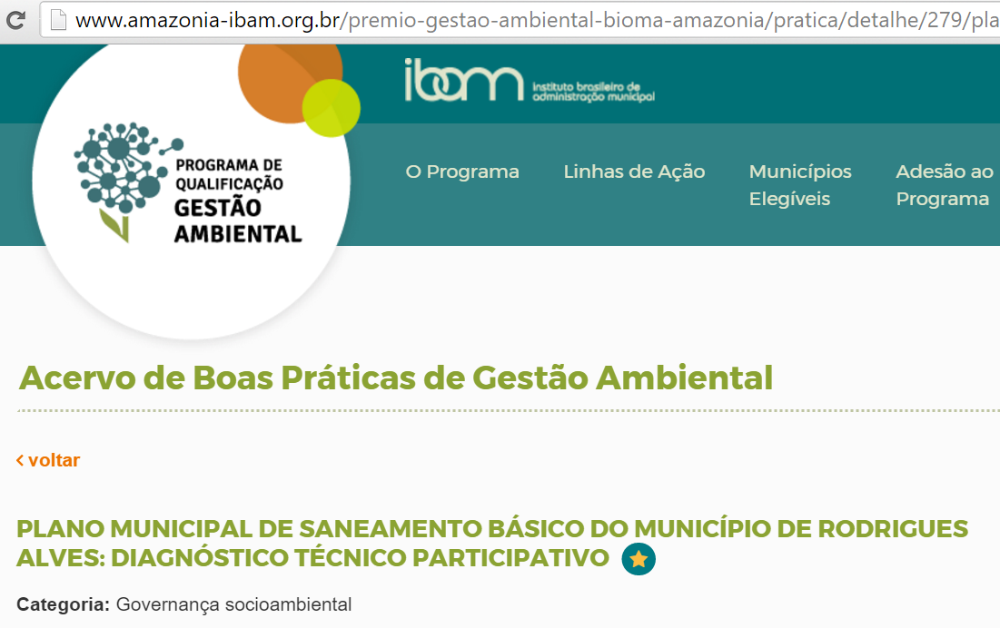 www.amazonia-ibam.org.br/premio-gestao-ambiental-bioma-amazonia/pratica/detalhe/279/pla
ibam instituto brasileiro de
administração municipal
PROGRAMA DE
QUALIFICAÇÃO
GESTÃO
AMBIENTAL
O Programa
Linhas de Ação
Municípios
Elegíveis
Adesão ao
Programa
Acervo de Boas Práticas de Gestão Ambiental
‹ voltar
PLANO MUNICIPAL DE SANEAMENTO BÁSICO DO MUNICÍPIO DE RODRIGUES
ALVES: DIAGNÓSTICO TÉCNICO PARTICIPATIVO
Categoria: Governança socioambiental